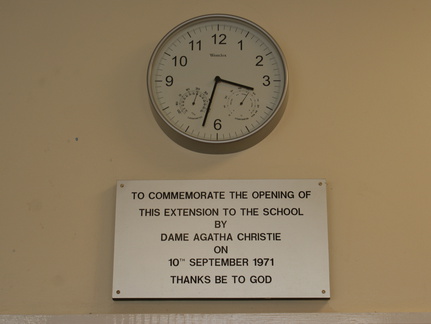 12
11 1
10 2
9 3
6
TO COMMEMORATE THE OPENING OF
THIS EXTENSION TO THE SCHOOL
BY
DAME AGATHA CHRISTIE
ON
10TH SEPTEMBER 1971
THANKS BE TO GOD